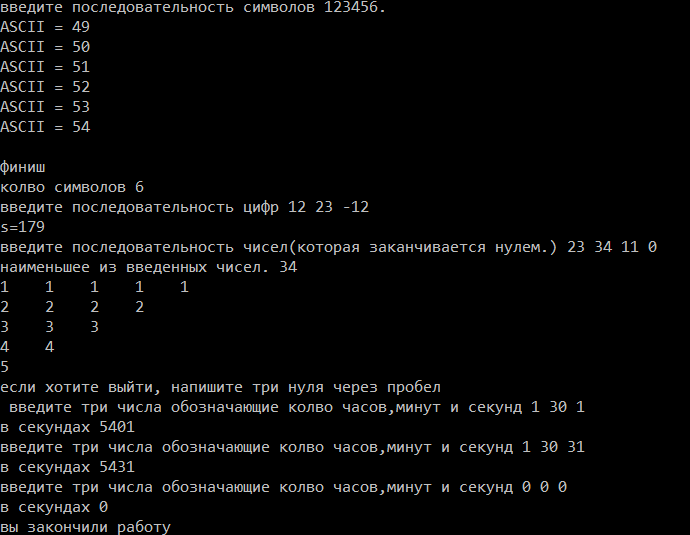 введите последовательность символов 123456.
ASCII = 49
ASCII = 50
ASCII = 51
ASCII = 52
ASCII = 53
ASCII = 54
финиш
колво символов 6
введите последовательность цифр 12 23 -12
s=179
введите последовательность чисел(которая заканчивается нулем.) 23 34 11 0
наименьшее из введенных чисел. 34
1    1    1    1    1
2    2    2    2
3    3    3
4    4
5
если хотите выйти, напишите три нуля через пробел
 введите три числа обозначающие колво часов,минут и секунд 1 30 1
в секундах 5401
введите три числа обозначающие колво часов,минут и секунд 1 30 31
в секундах 5431
введите три числа обозначающие колво часов,минут и секунд 0 0 0
в секундах 0
вы закончили работу